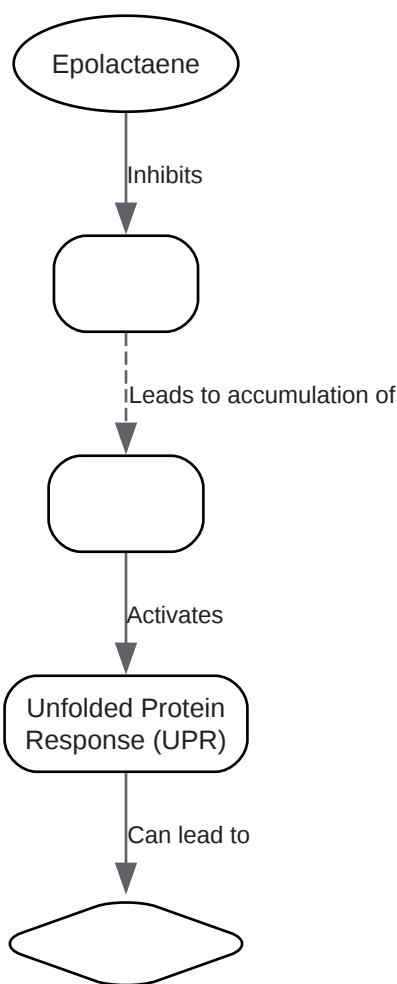 Epolactaene
Inhibits
Leads to accumulation of
Activates
Unfolded Protein
Response (UPR)
Can lead to